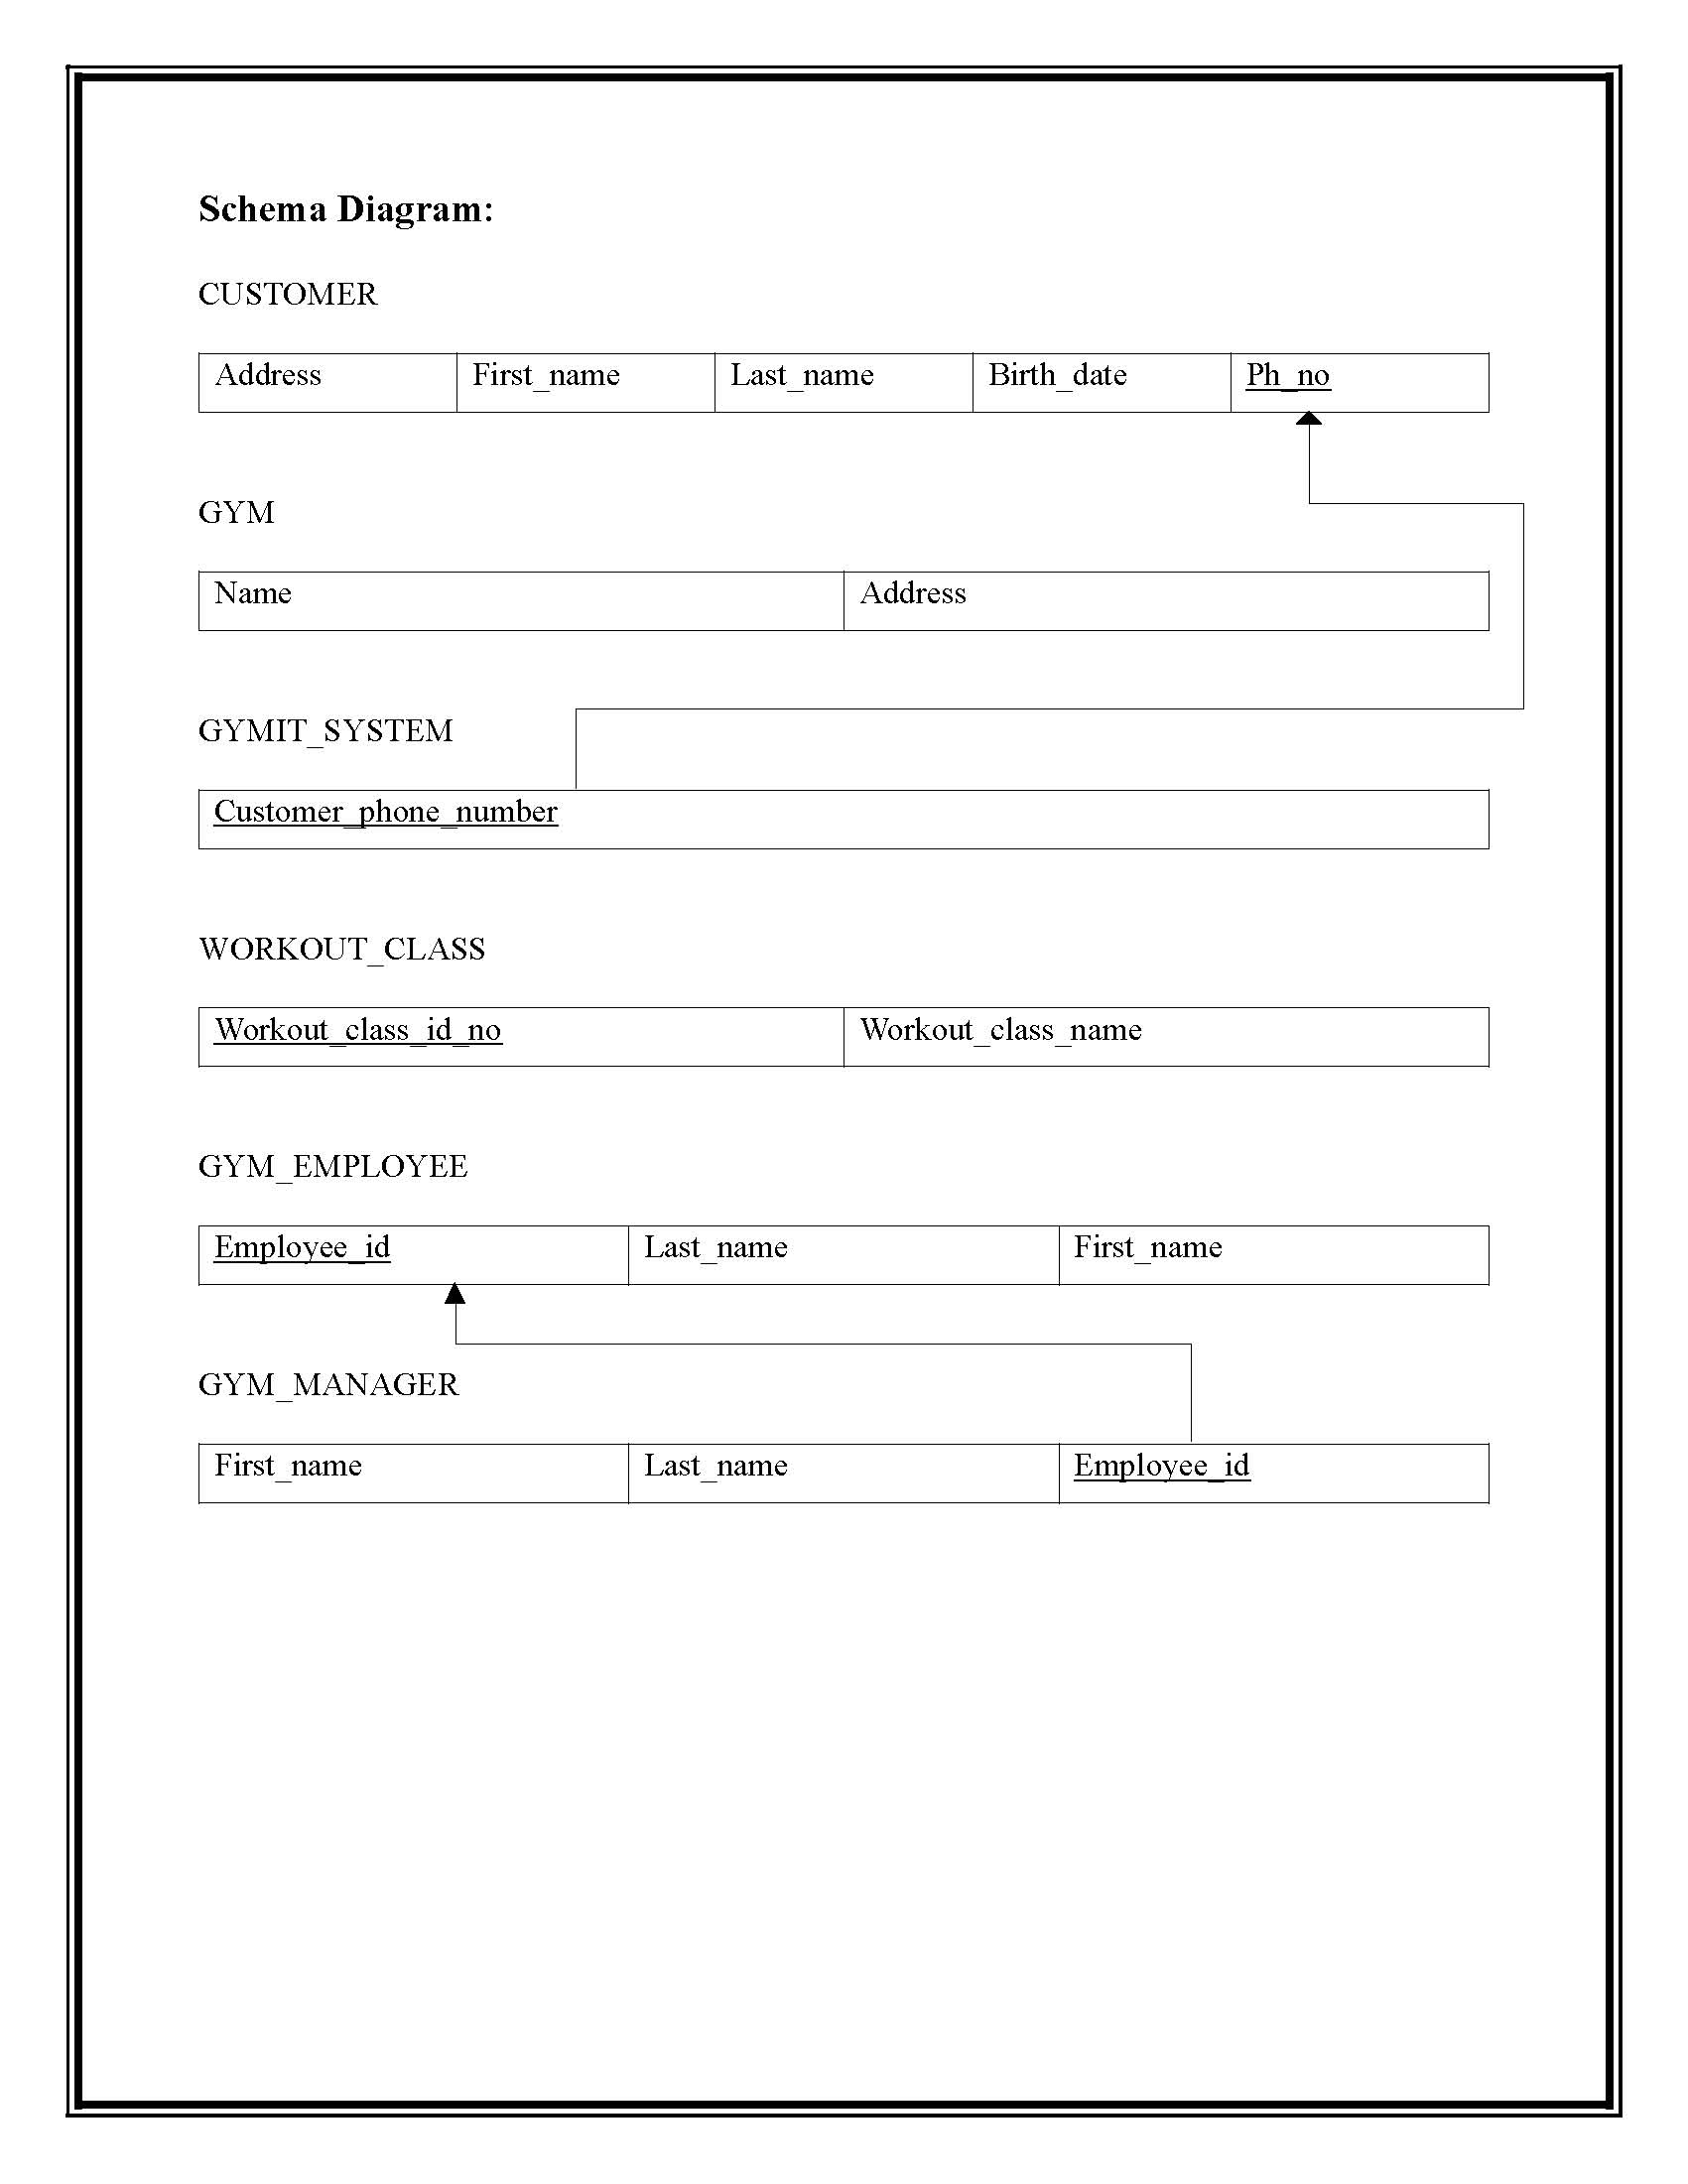 Schema Diagram:
CUSTOMER
Address First_name Last_name Birth_date Ph_no
GYM
Name Address
GYMIT_SYSTEM
Customer_phone_number
WORKOUT_CLASS
Workout_class_id_no Workout_class_name
GYM_EMPLOYEE
Employee_id Last_name First_name
GYM_MANAGER
First_name Last_name Employee_id